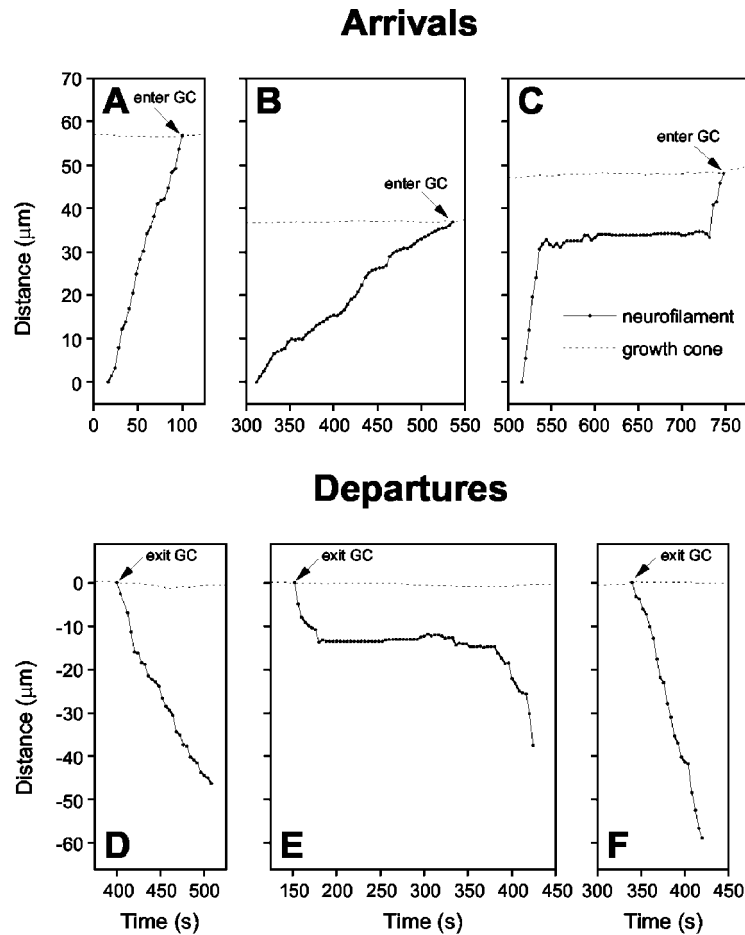 Arrivals
Distance (μm)
70
60
50
40
30
20
10
0
A
enter GC
0 50 100
B
enter GC
300 350 400 450 500 550
C
enter GC
neurofilament
growth cone
500 550 600 650 700 750
Departures
Distance (μm)
0
-10
-20
-30
-40
-50
-60
exit GC
D
400 450 500
Time (s)
exit GC
E
150 200 250 300 350 400 450
Time (s)
exit GC
F
300 350 400 450
Time (s)